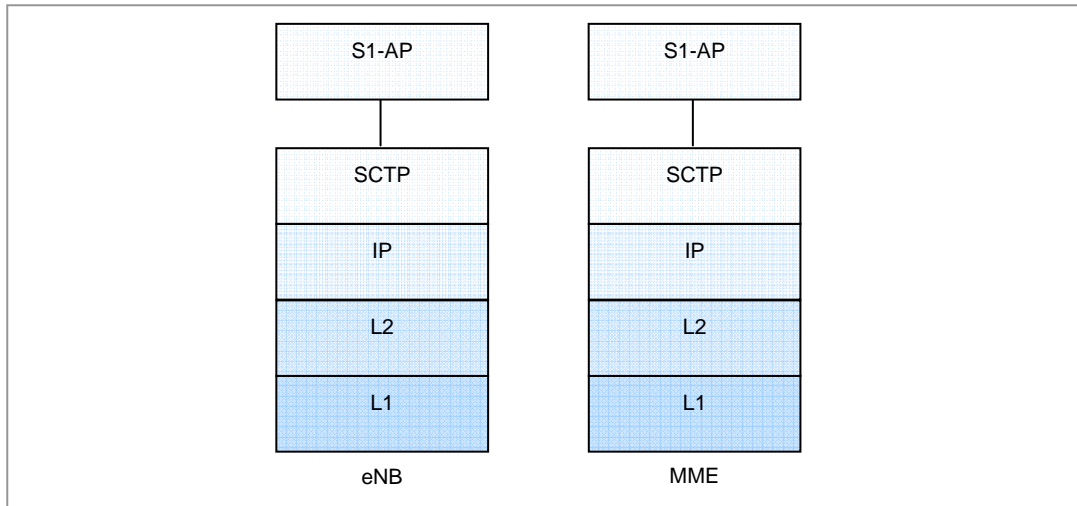 S1-AP
SCTP
IP
L2
L1
eNB
S1-AP
SCTP
IP
L2
L1
MME